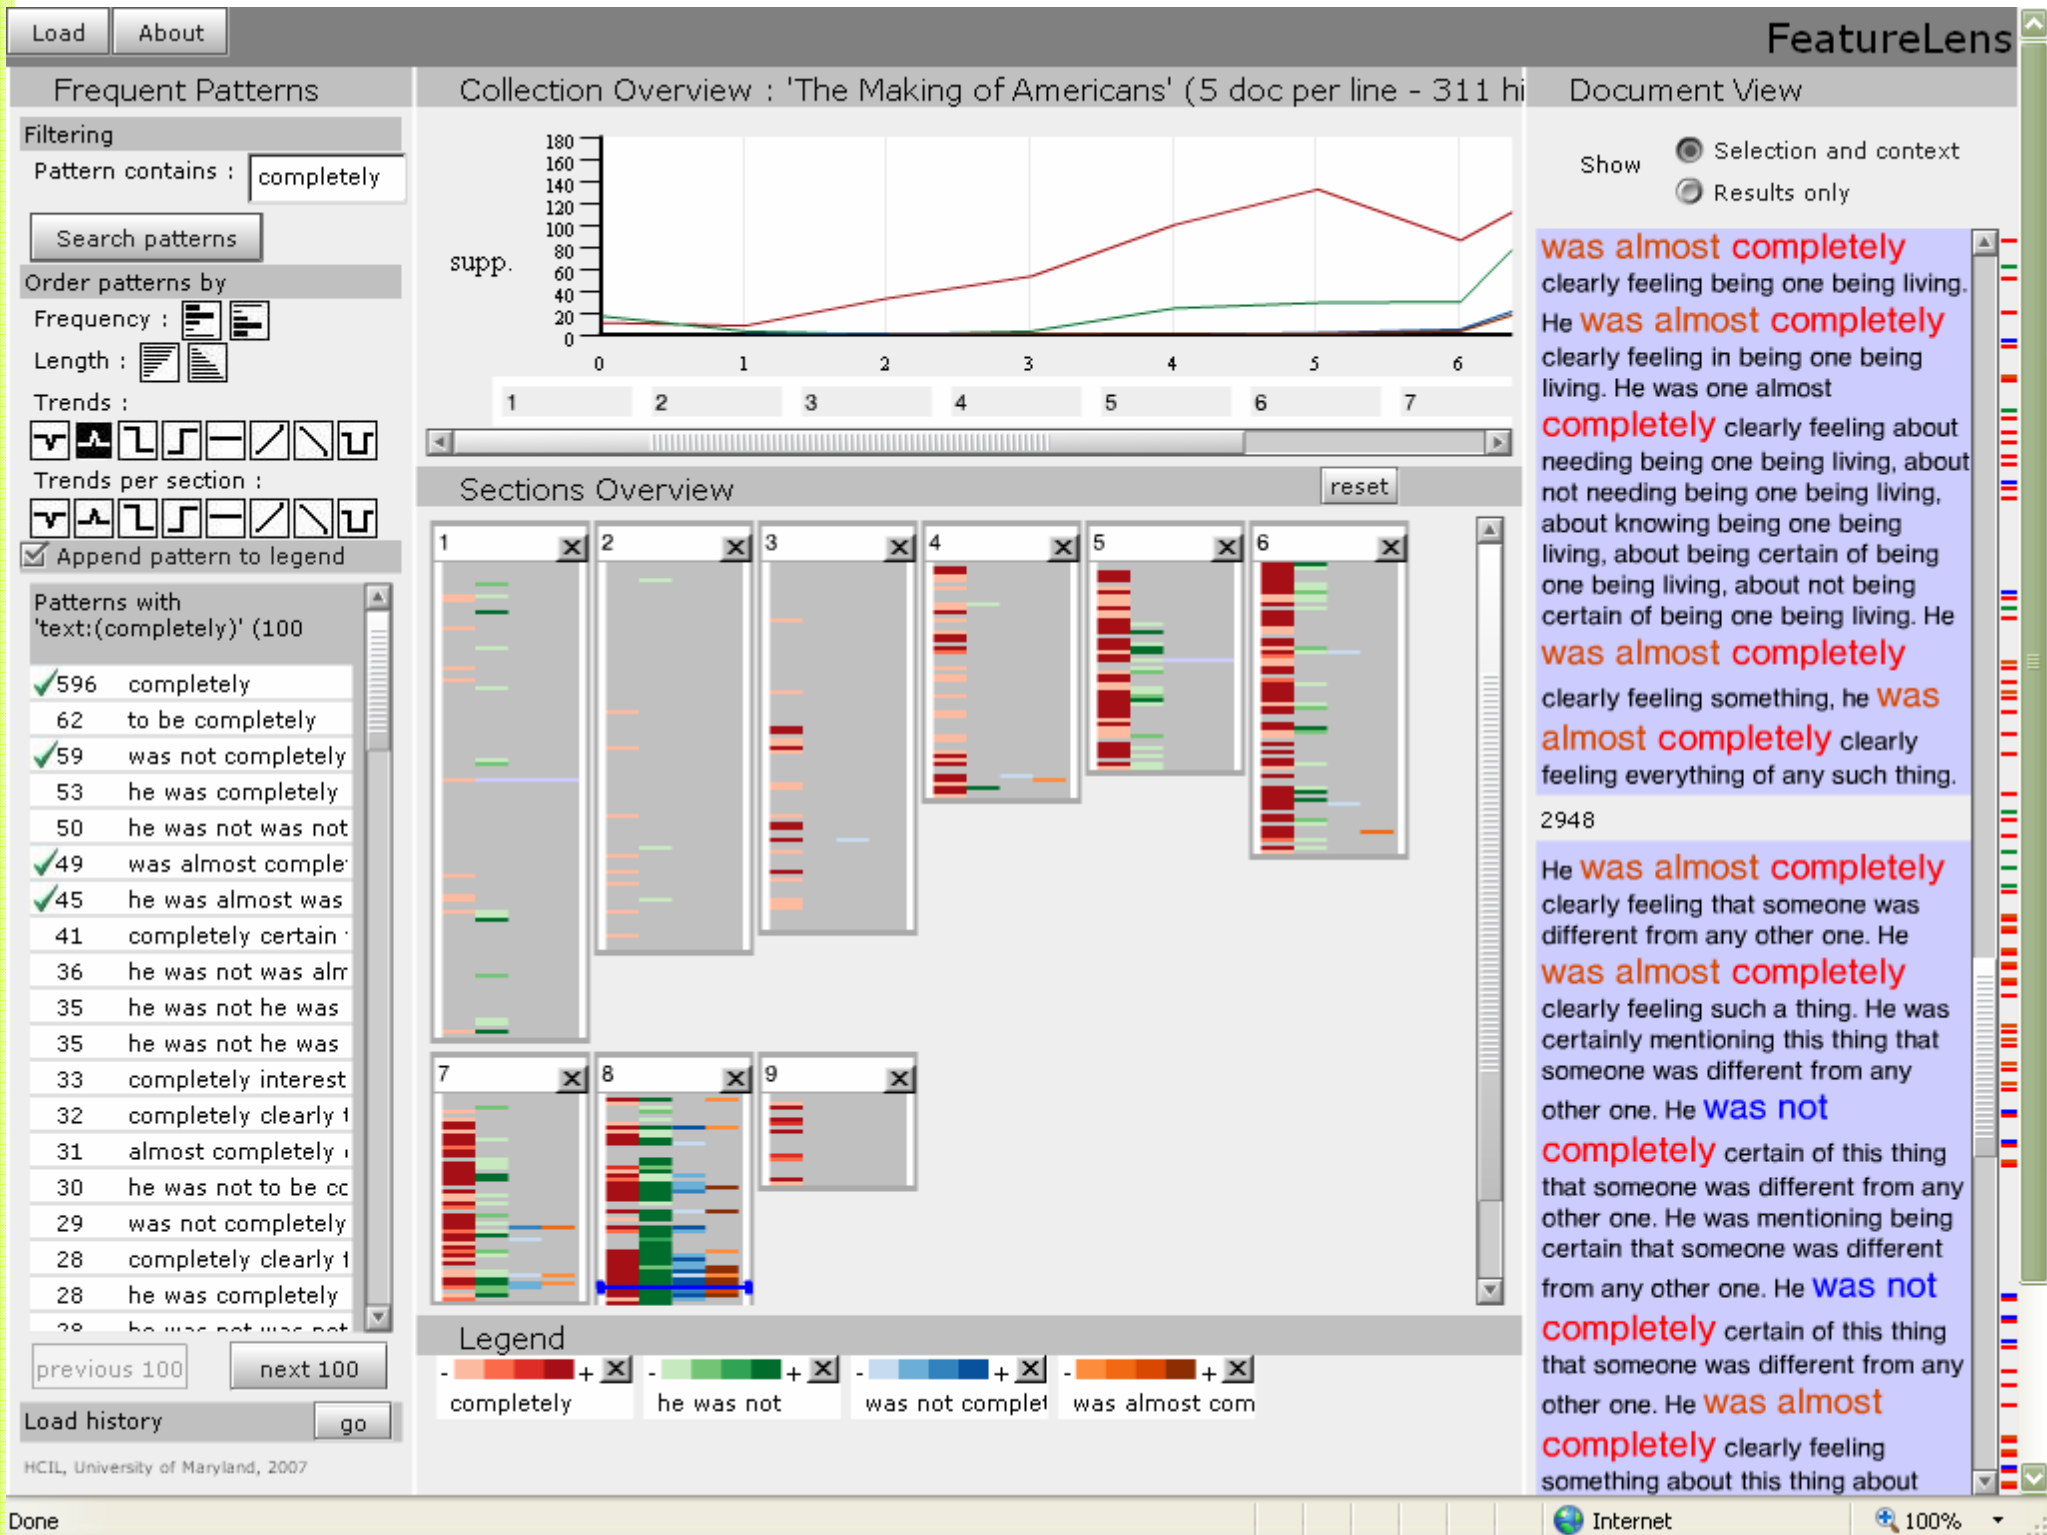 Load
About
FeatureLens
Frequent Patterns
Filtering
Pattern contains :
completely
Search patterns
Order patterns by
Frequency :
Length :
Trends :
Trends per section :
Append pattern to legend
Patterns with
'text:(completely)' (100
596 completely
62 to be completely
59 was not completely
53 he was completely
50 he was not was not
49 was almost comple
45 he was almost was
41 completely certain
36 he was not was alm
35 he was not he was
35 he was not he was
33 completely interest
32 completely clearly
31 almost completely
30 he was not to be cc
29 was not completely
28 completely clearly
28 he was completely
28 he was not was not
previous 100
next 100
Load history
go
HCIL, University of Maryland, 2007
Collection Overview : 'The Making of Americans' (5 doc per line - 311 hi
180
160
140
120
100
80
60
40
20
0
supp.
0 1 2 3 4 5 6
1 2 3 4 5 6 7
Sections Overview
reset
1 2 3 4 5 6
7 8 9
Legend
- + - + - + - +
completely
he was not
was not complet
was almost com
Document View
Show
Selection and context
Results only
was almost completely
clearly feeling being one being living.
He was almost completely
clearly feeling in being one being
living. He was one almost
completely clearly feeling about
needing being one being living, about
not needing being one being living,
about knowing being one being
living, about being certain of being
one being living, about not being
certain of being one being living. He
was almost completely
clearly feeling something, he was
almost completely clearly
feeling everything of any such thing.
2948
He was almost completely
clearly feeling that someone was
different from any other one. He
was almost completely
clearly feeling such a thing. He was
certainly mentioning this thing that
someone was different from any
other one. He was not
completely certain of this thing
that someone was different from any
other one. He was mentioning being
certain that someone was different
from any other one. He was not
completely certain of this thing
that someone was different from any
other one. He was almost
completely clearly feeling
something about this thing about
Done
Internet
100%